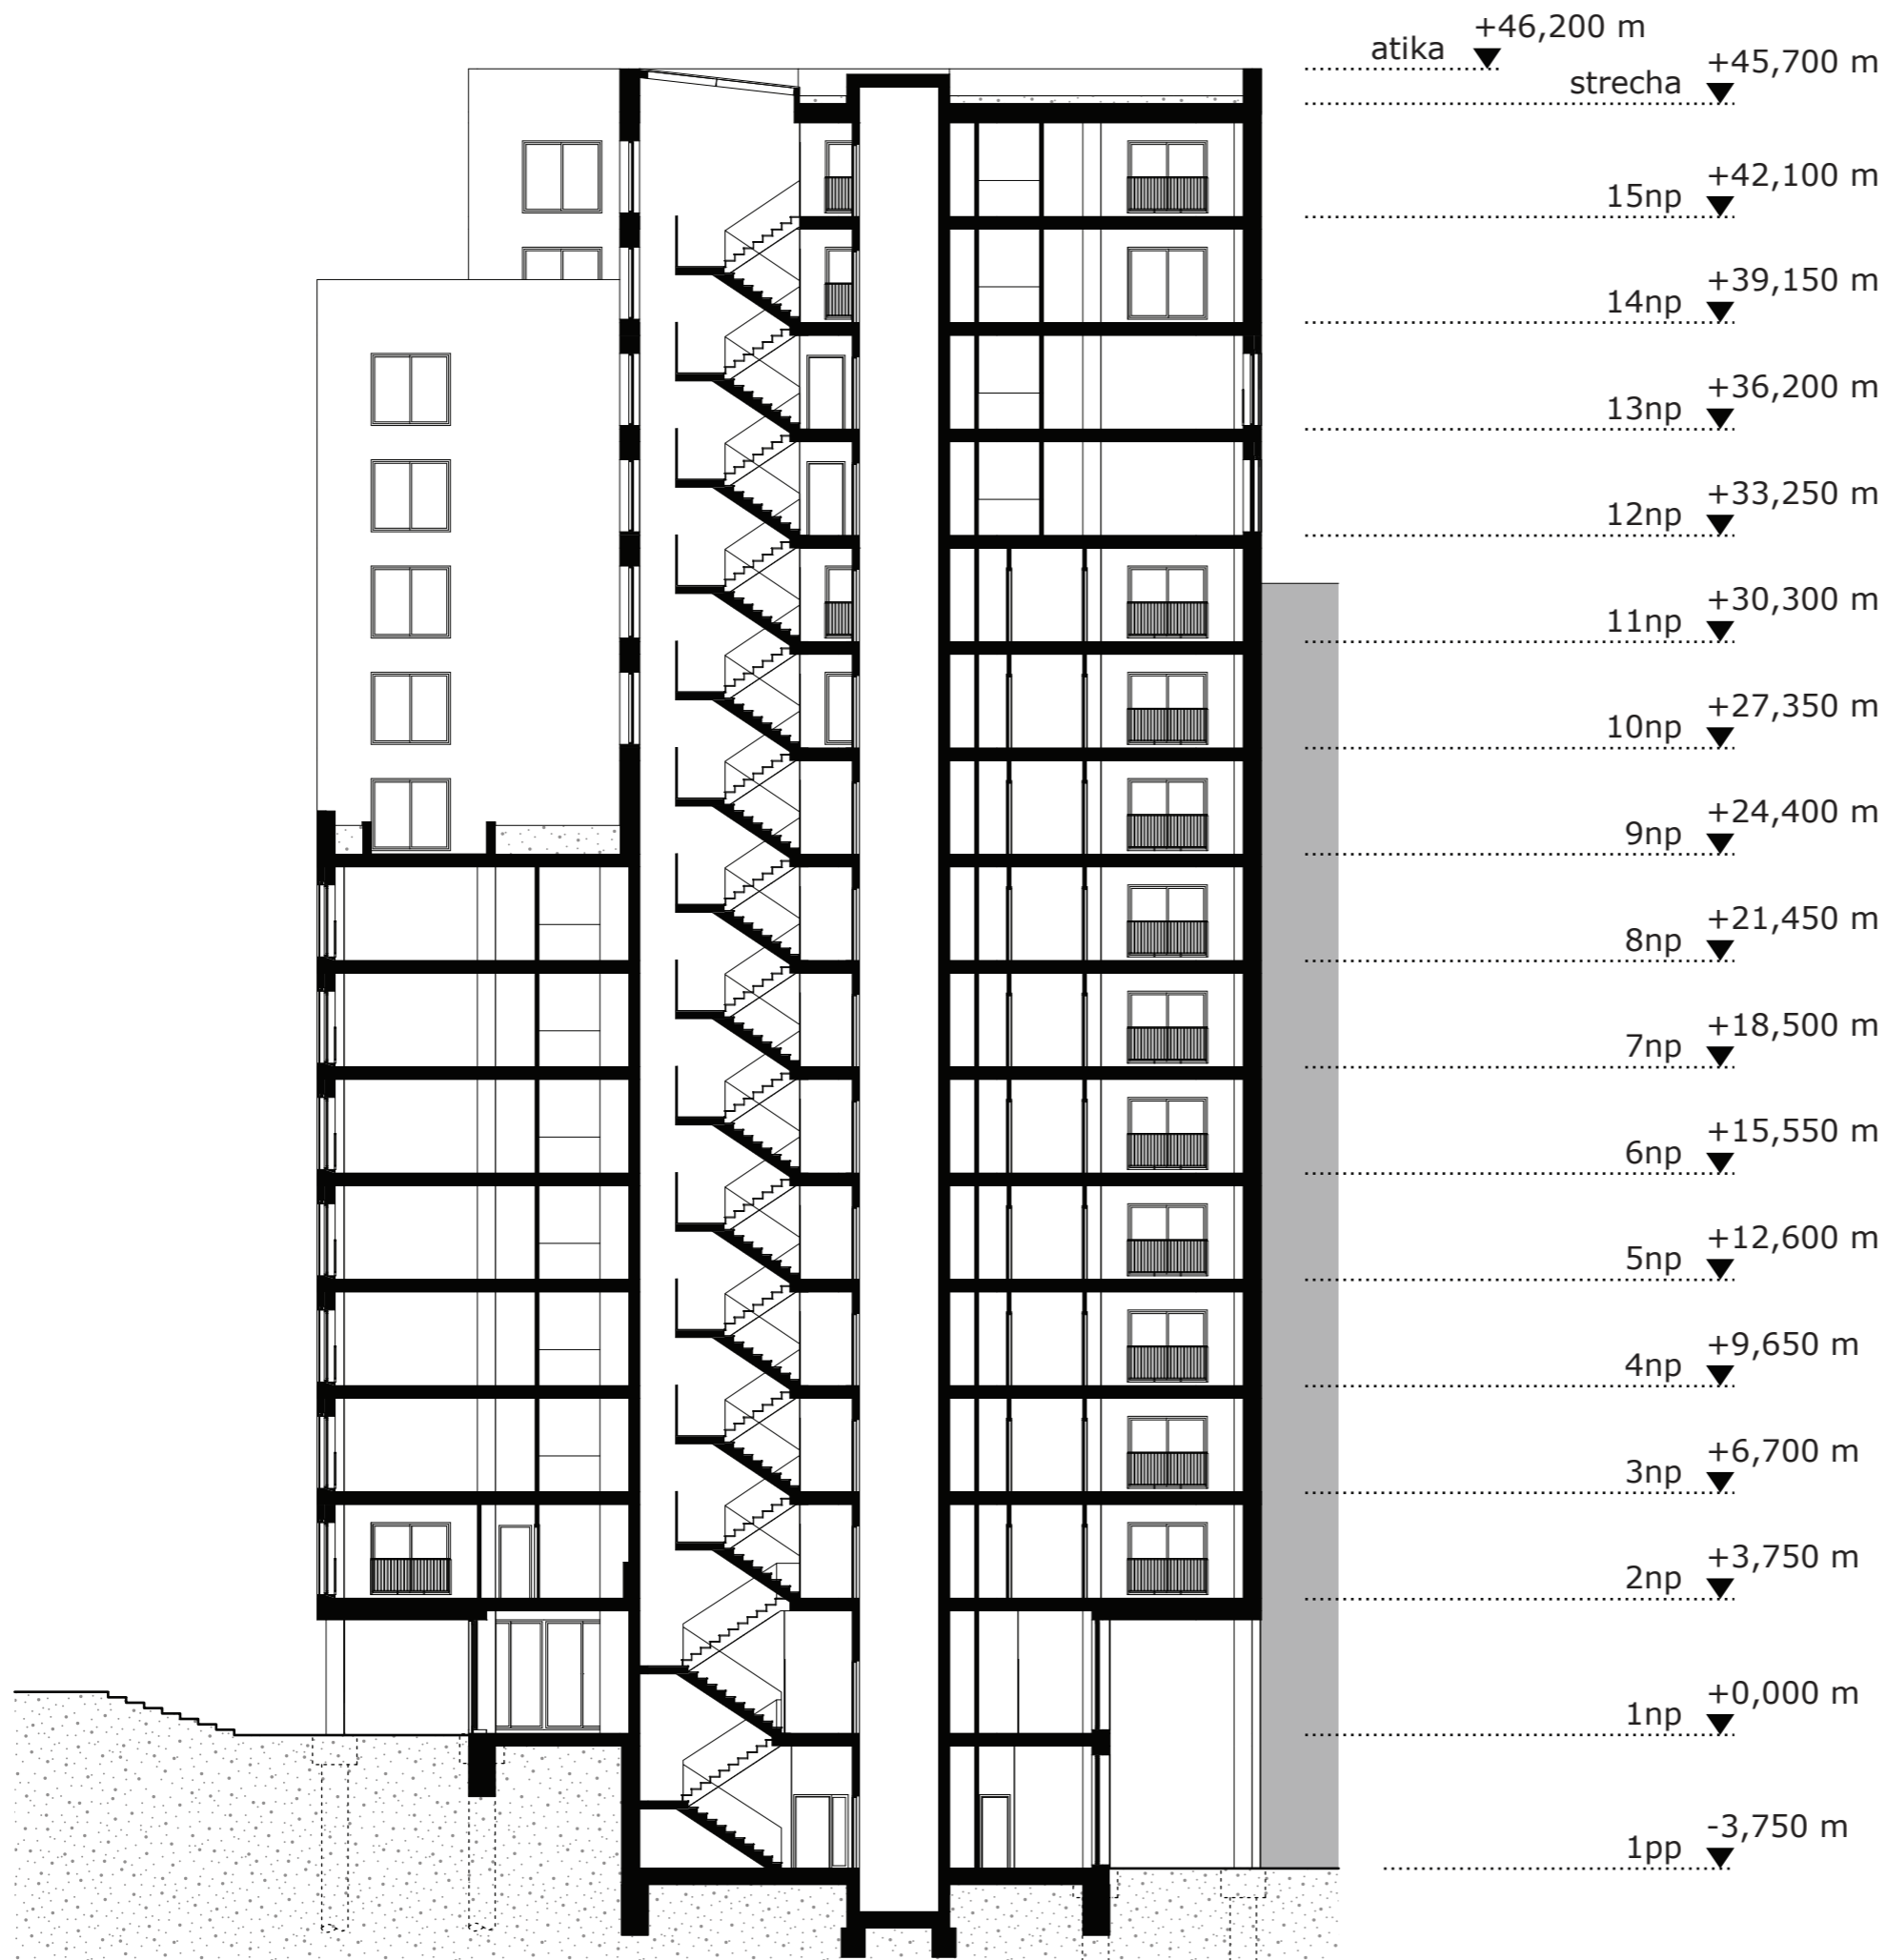 atika +46,200 m
strecha +45,700 m
15np +42,100 m
14np +39,150 m
13np +36,200 m
12np +33,250 m
11np +30,300 m
10np +27,350 m
9np +24,400 m
8np +21,450 m
7np +18,500 m
6np +15,550 m
5np +12,600 m
4np +9,650 m
3np +6,700 m
2np +3,750 m
1np +0,000 m
1pp -3,750 m